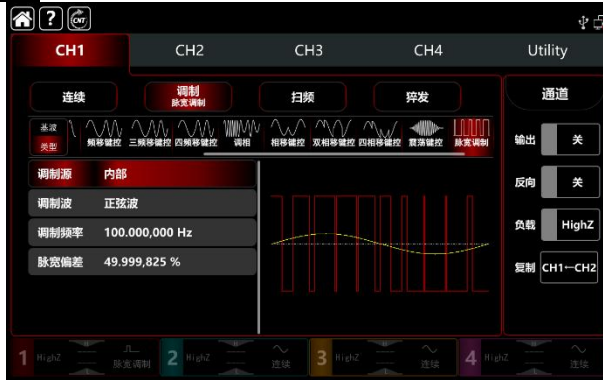 ? CNT
CH1 CH2 CH3 CH4 Utility
连续 调制 扫频 猝发 通道
脉宽调制
基波
类型 频移键控 三频移键控 四频移键控 调相 相移键控 双相移键控 四相移键控 震荡键控 脉宽调制
输出 关
调制源 内部
反向 关
调制波 正弦波
负载 HighZ
调制频率 100.000,000 Hz
脉宽偏差 49.999,825 %
复制 CH1←CH2
1 HighZ 脉宽调制 2 HighZ 连续 3 HighZ 连续 4 HighZ 连续